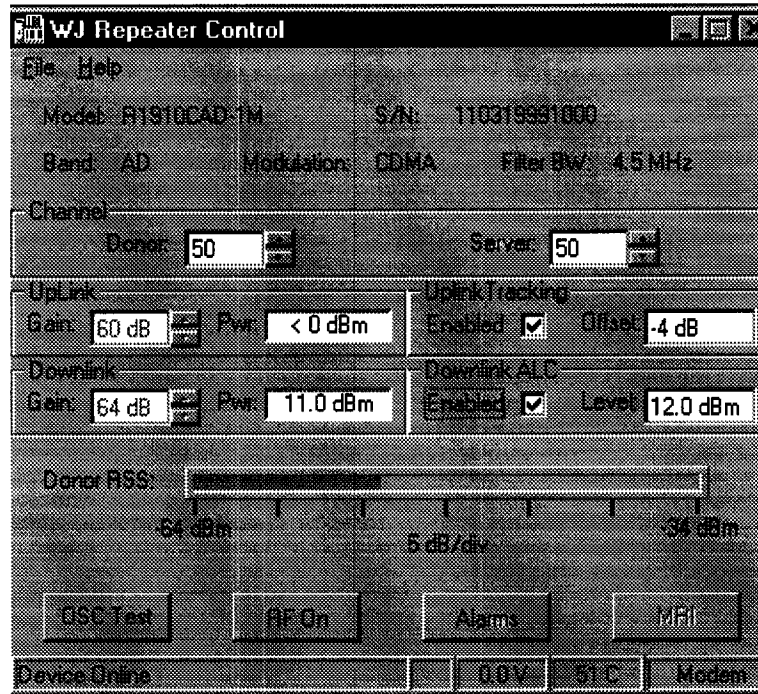 WJ Repeater Control
File Help
Model: R1910CAD-1M S/N: 110319991000
Band: AD Modulation: CDMA Filter BW: 4.5 MHz
Channel
Donor: 50 Server: 50
UpLink
Gain: 60 dB Pwr: < 0 dBm
Uplink Tracking
Enabled Offset: -4 dB
Downlink
Gain: 64 dB Pwr: 11.0 dBm
Downlink ALC
Enabled Level: 12.0 dBm
Donor RSS:
-64 dBm -34 dBm
5 dB/div
OSC Test RF On Alarms MRI
Device Online 0.0 V 51 C Modem